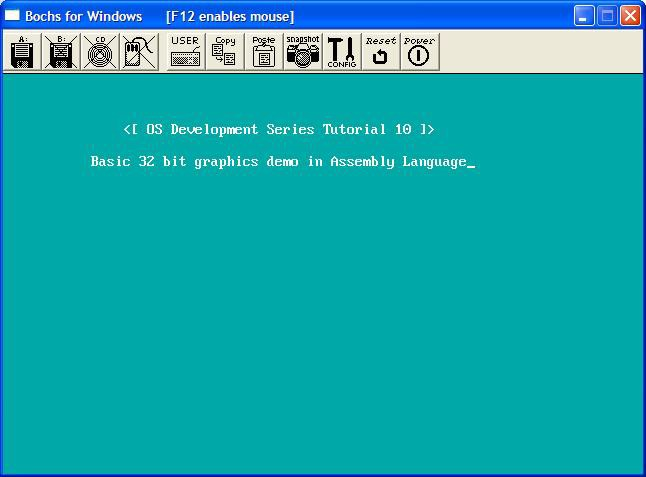 Bochs for Windows [F12 enables mouse]
A: B: CD USER Copy Paste snapshot CONFIG Reset Power
<[ OS Development Series Tutorial 10 ]>
Basic 32 bit graphics demo in Assembly Language_